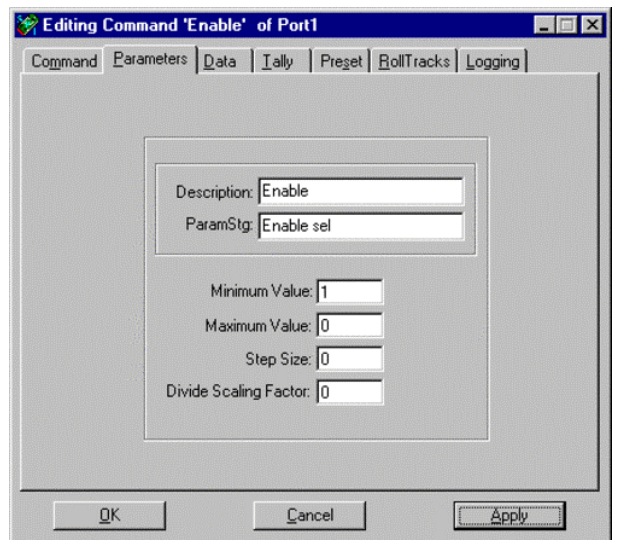 Editing Command 'Enable' of Port1
Command Parameters Data Tally Preset RollTracks Logging
Description: Enable
ParamStg: Enable sel
Minimum Value: 1
Maximum Value: 0
Step Size: 0
Divide Scaling Factor: 0
OK Cancel Apply